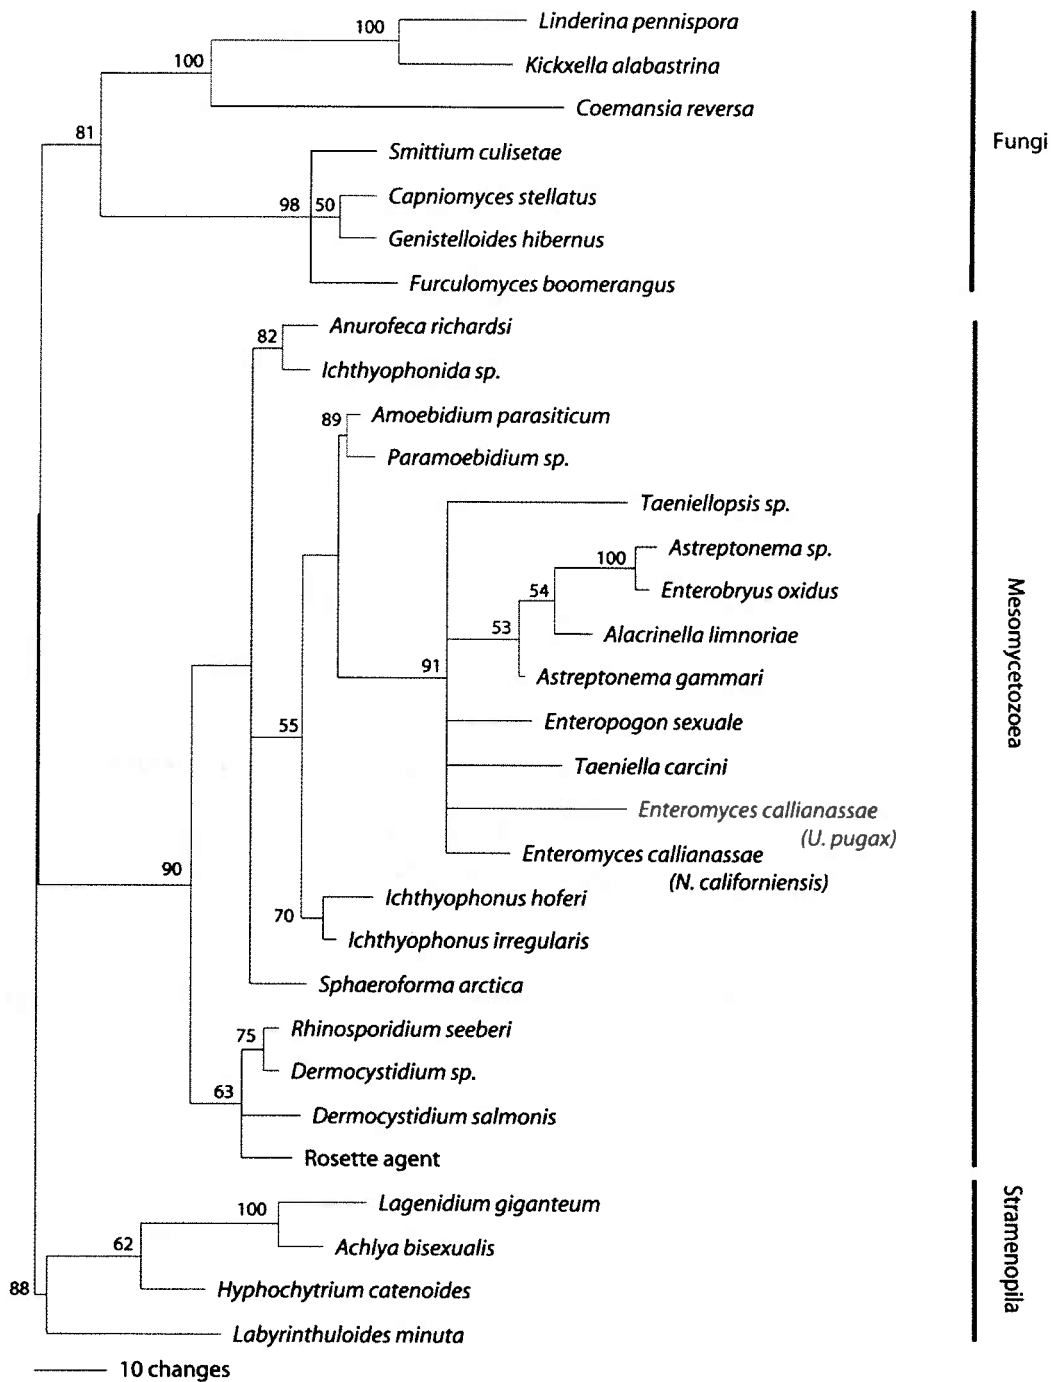 Linderina pennispora
100
Kickxella alabastrina
100
Coemansia reversa
81
Smittium culisetae
Fungi
Capniomyces stellatus
98 50
Genistelloides hibernus
Furculomyces boomerangus
Anurofeca richardsi
82
Ichthyophonida sp.
Amoebidium parasiticum
89
Paramoebidium sp.
Taeniellopsis sp.
Astreptonema sp.
100
Enterobryus oxidus
54
Alacrinella limnoriae
53
91
Astreptonema gammari
Mesomycetozoea
Enteropogon sexuale
55
Taeniella carcini
Enteromyces callianassae
(U. pugax)
Enteromyces callianassae
(N. californiensis)
90
Ichthyophonus hoferi
70
Ichthyophonus irregularis
Sphaeroforma arctica
Rhinosporidium seeberi
75
Dermocystidium sp.
63
Dermocystidium salmonis
Rosette agent
Lagenidium giganteum
100
Achlya bisexualis
62
Stramenopila
Hyphochytrium catenoides
88
Labyrinthuloides minuta
10 changes